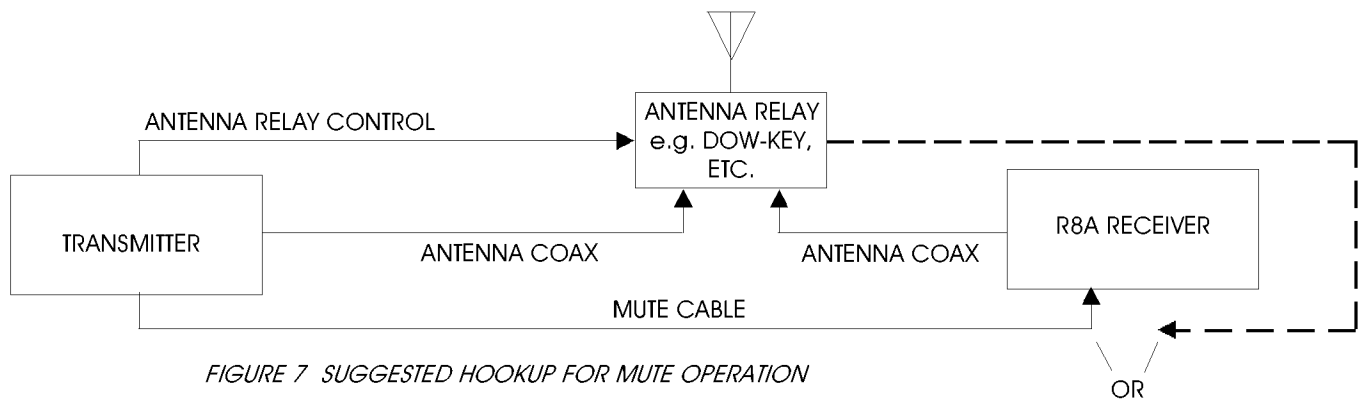 ANTENNA RELAY
e.g. DOW-KEY,
ETC.
ANTENNA RELAY CONTROL
TRANSMITTER
R8A RECEIVER
ANTENNA COAX
ANTENNA COAX
MUTE CABLE
FIGURE 7 SUGGESTED HOOKUP FOR MUTE OPERATION
OR